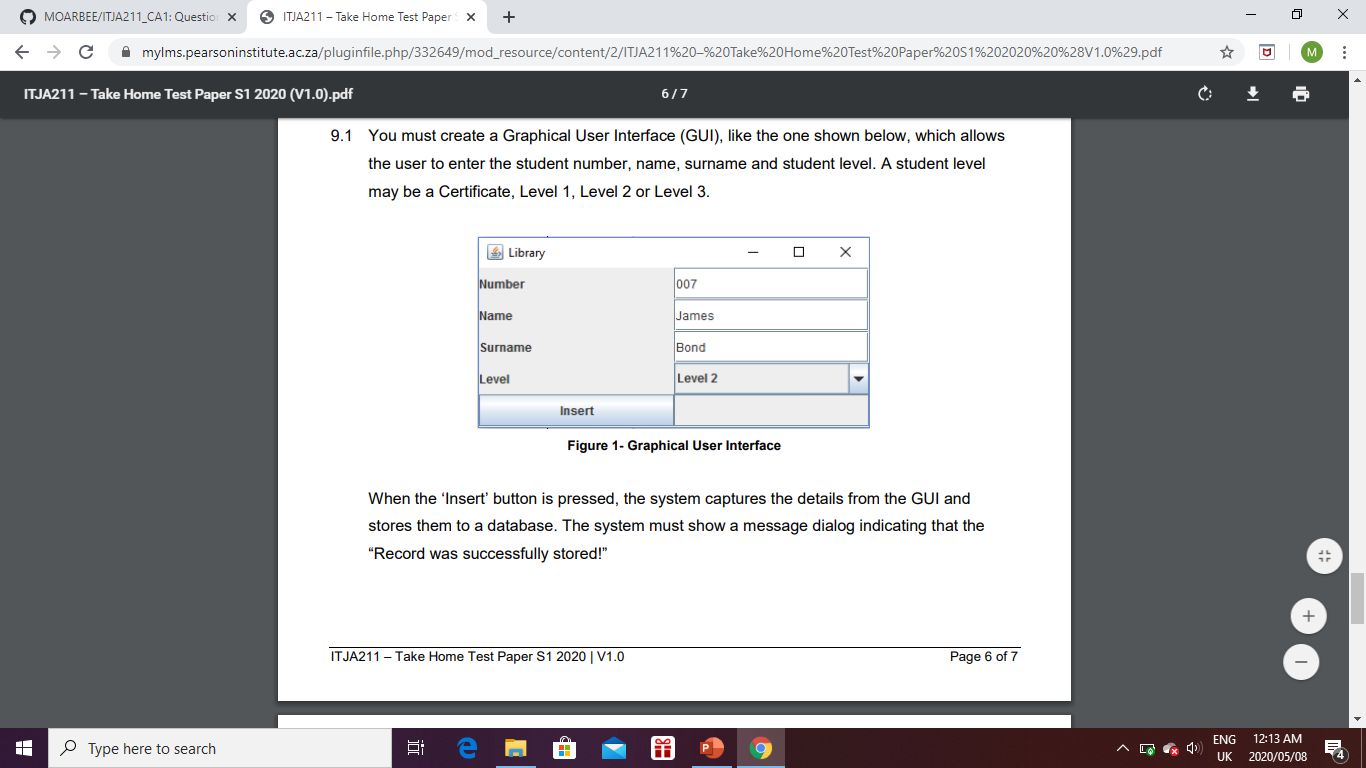 MOARBEE/ITJA211_CA1: Question
ITJA211 – Take Home Test Paper S
mylms.pearsoninstitute.ac.za/pluginfile.php/332649/mod_resource/content/2/ITJA211%20–%20Take%20Home%20Test%20Paper%20S1%202020%20%28V1.0%29.pdf
M
ITJA211 – Take Home Test Paper S1 2020 (V1.0).pdf
6 / 7
9.1 You must create a Graphical User Interface (GUI), like the one shown below, which allows
the user to enter the student number, name, surname and student level. A student level
may be a Certificate, Level 1, Level 2 or Level 3.
Library
Number 007
Name James
Surname Bond
Level Level 2
Insert
Figure 1- Graphical User Interface
When the ‘Insert’ button is pressed, the system captures the details from the GUI and
stores them to a database. The system must show a message dialog indicating that the
“Record was successfully stored!”
ITJA211 – Take Home Test Paper S1 2020 | V1.0
Page 6 of 7
Type here to search
ENG
UK
12:13 AM
2020/05/08
4